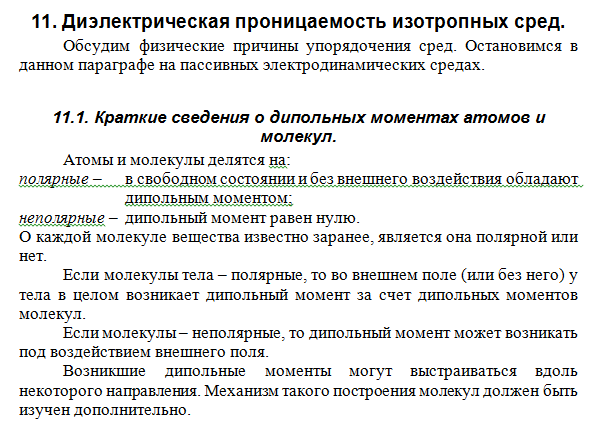 11. Диэлектрическая проницаемость изотропных сред.
Обсудим физические причины упорядочения сред. Остановимся в
данном параграфе на пассивных электродинамических средах.
11.1. Краткие сведения о дипольных моментах атомов и
молекул.
Атомы и молекулы делятся на:
полярные – в свободном состоянии и без внешнего воздействия обладают
дипольным моментом;
неполярные – дипольный момент равен нулю.
О каждой молекуле вещества известно заранее, является она полярной или
нет.
Если молекулы тела – полярные, то во внешнем поле (или без него) у
тела в целом возникает дипольный момент за счет дипольных моментов
молекул.
Если молекулы – неполярные, то дипольный момент может возникать
под воздействием внешнего поля.
Возникшие дипольные моменты могут выстраиваться вдоль
некоторого направления. Механизм такого построения молекул должен быть
изучен дополнительно.